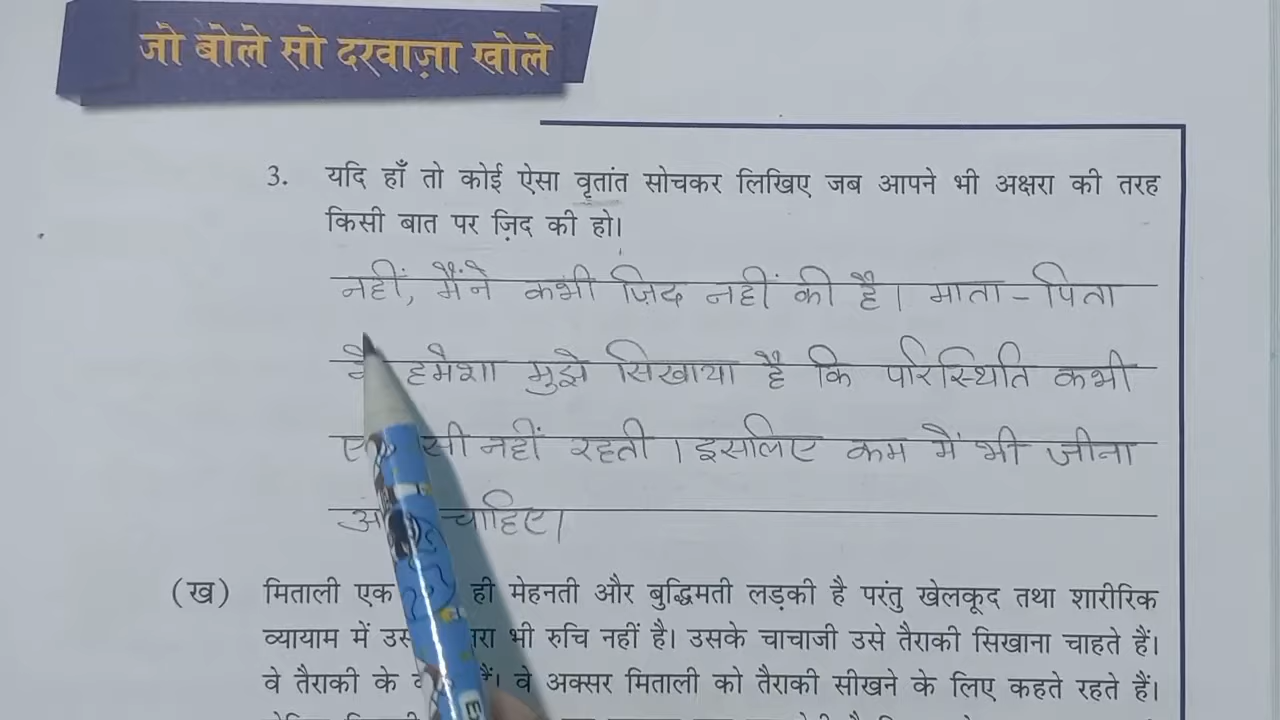 जो बोले सो दरवाज़ा खोले
3. यदि हाँ तो कोई ऐसा वृतांत सोचकर लिखिए जब आपने भी अक्षरा की तरह
किसी बात पर ज़िद की हो।
नहीं, मैंने कभी ज़िद नहीं की है। माता - पिता
हमेशा मुझे सिखाया है कि परिस्थिति कभी
सी नहीं रहती । इसलिए कम में भी जीना
चाहिए।
(ख) मिताली एक ही मेहनती और बुद्धिमती लड़की है परंतु खेलकूद तथा शारीरिक
व्यायाम में भी रुचि नहीं है। उसके चाचाजी उसे तैराकी सिखाना चाहते हैं।
वे तैराकी के वे अक्सर मिताली को तैराकी सीखने के लिए कहते रहते हैं।